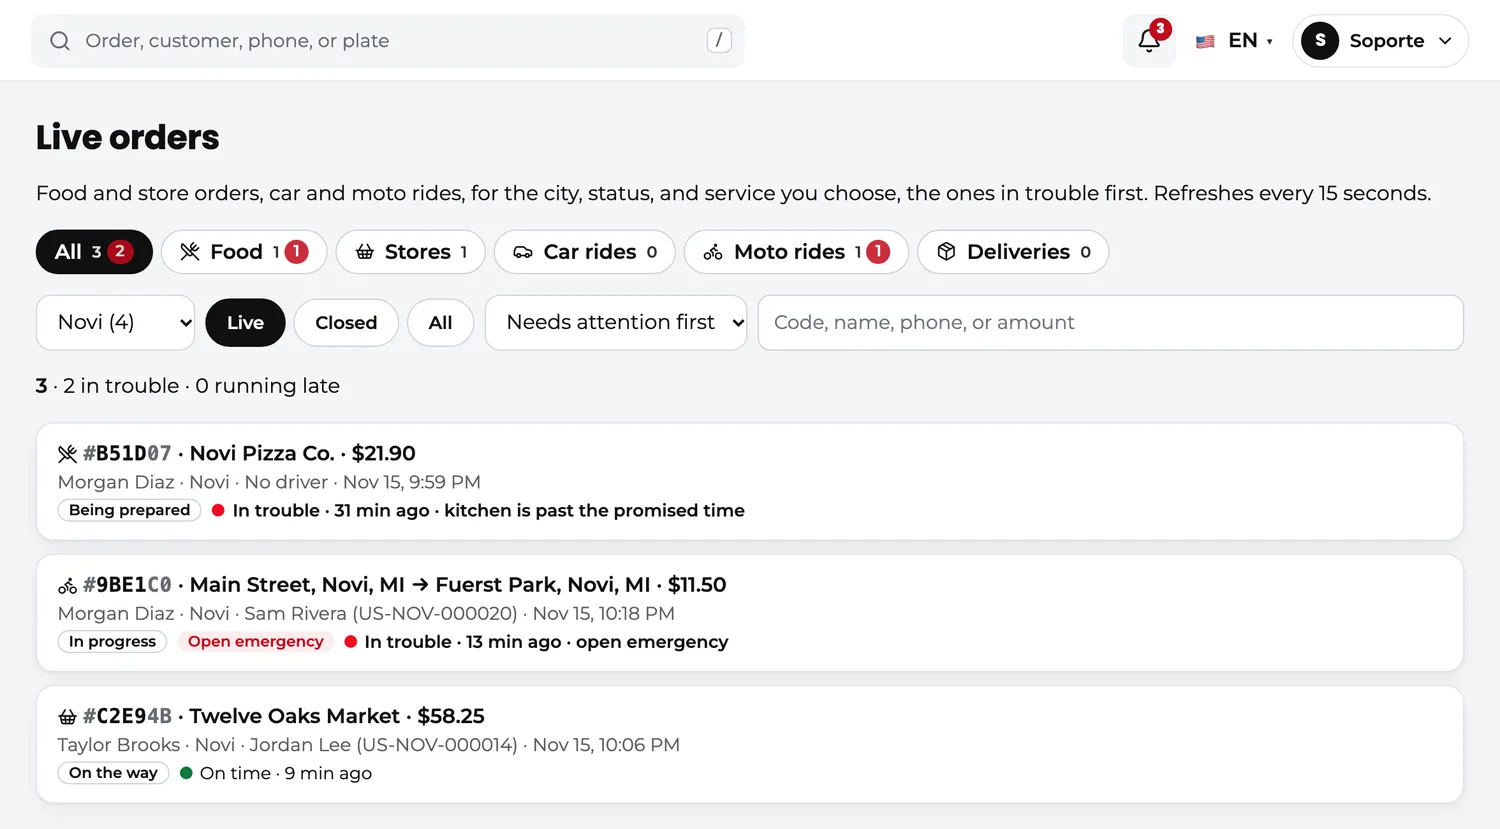 Order, customer, phone, or plate /
3
EN
S Soporte
Live orders
Food and store orders, car and moto rides, for the city, status, and service you choose, the ones in trouble first. Refreshes every 15 seconds.
All 3 2 Food 1 1 Stores 1 Car rides 0 Moto rides 1 1 Deliveries 0
Novi (4) Live Closed All Needs attention first Code, name, phone, or amount
3 · 2 in trouble · 0 running late
#B51D07 · Novi Pizza Co. · $21.90
Morgan Diaz · Novi · No driver · Nov 15, 9:59 PM
Being prepared In trouble · 31 min ago · kitchen is past the promised time
#9BE1C0 · Main Street, Novi, MI → Fuerst Park, Novi, MI · $11.50
Morgan Diaz · Novi · Sam Rivera (US-NOV-000020) · Nov 15, 10:18 PM
In progress Open emergency In trouble · 13 min ago · open emergency
#C2E94B · Twelve Oaks Market · $58.25
Taylor Brooks · Novi · Jordan Lee (US-NOV-000014) · Nov 15, 10:06 PM
On the way On time · 9 min ago